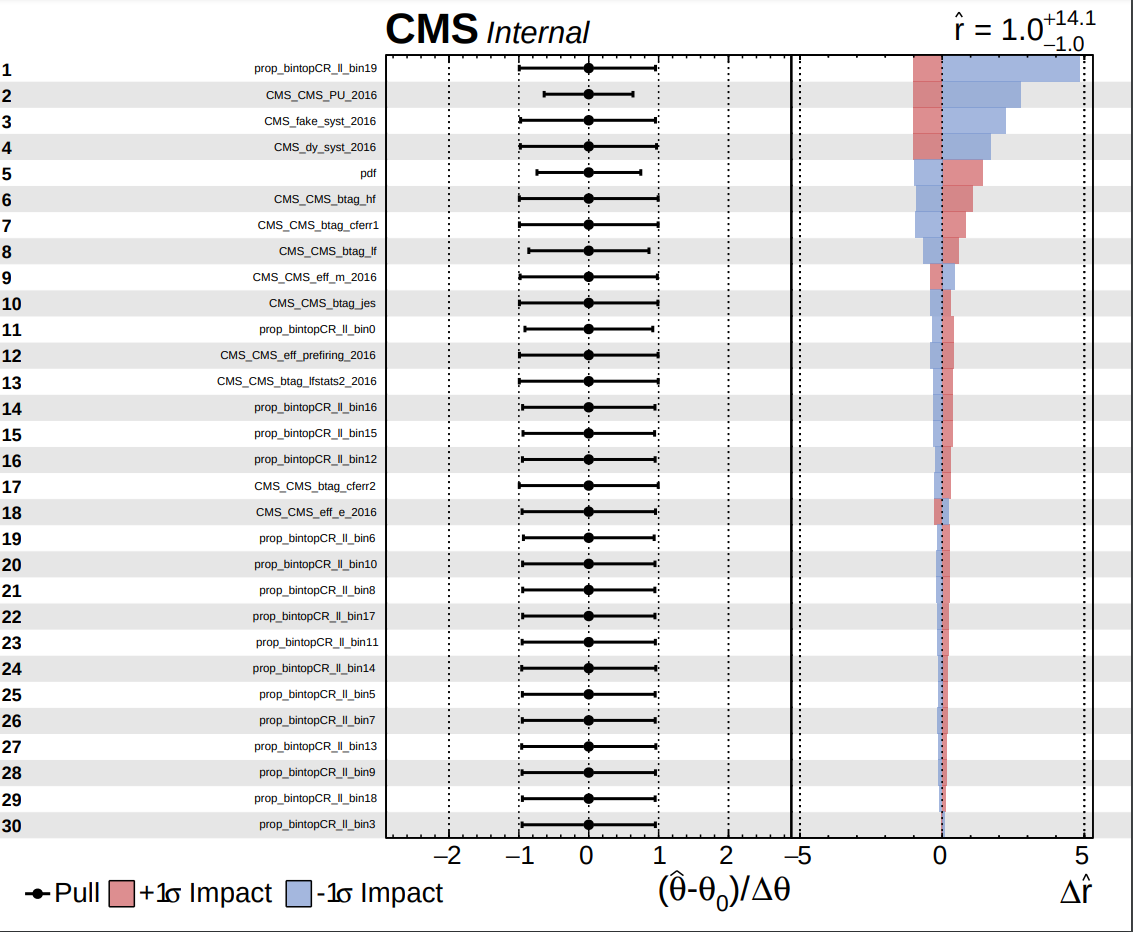 CMS Internal
r̂ = 1.0 +14.1 −1.0
1 prop_bintopCR_ll_bin19
2 CMS_CMS_PU_2016
3 CMS_fake_syst_2016
4 CMS_dy_syst_2016
5 pdf
6 CMS_CMS_btag_hf
7 CMS_CMS_btag_cferr1
8 CMS_CMS_btag_lf
9 CMS_CMS_eff_m_2016
10 CMS_CMS_btag_jes
11 prop_bintopCR_ll_bin0
12 CMS_CMS_eff_prefiring_2016
13 CMS_CMS_btag_lfstats2_2016
14 prop_bintopCR_ll_bin16
15 prop_bintopCR_ll_bin15
16 prop_bintopCR_ll_bin12
17 CMS_CMS_btag_cferr2
18 CMS_CMS_eff_e_2016
19 prop_bintopCR_ll_bin6
20 prop_bintopCR_ll_bin10
21 prop_bintopCR_ll_bin8
22 prop_bintopCR_ll_bin17
23 prop_bintopCR_ll_bin11
24 prop_bintopCR_ll_bin14
25 prop_bintopCR_ll_bin5
26 prop_bintopCR_ll_bin7
27 prop_bintopCR_ll_bin13
28 prop_bintopCR_ll_bin9
29 prop_bintopCR_ll_bin18
30 prop_bintopCR_ll_bin3
−2 −1 0 1 2 −5 0 5
Pull +1σ Impact -1σ Impact
(θ̂-θ0)/Δθ
Δr̂